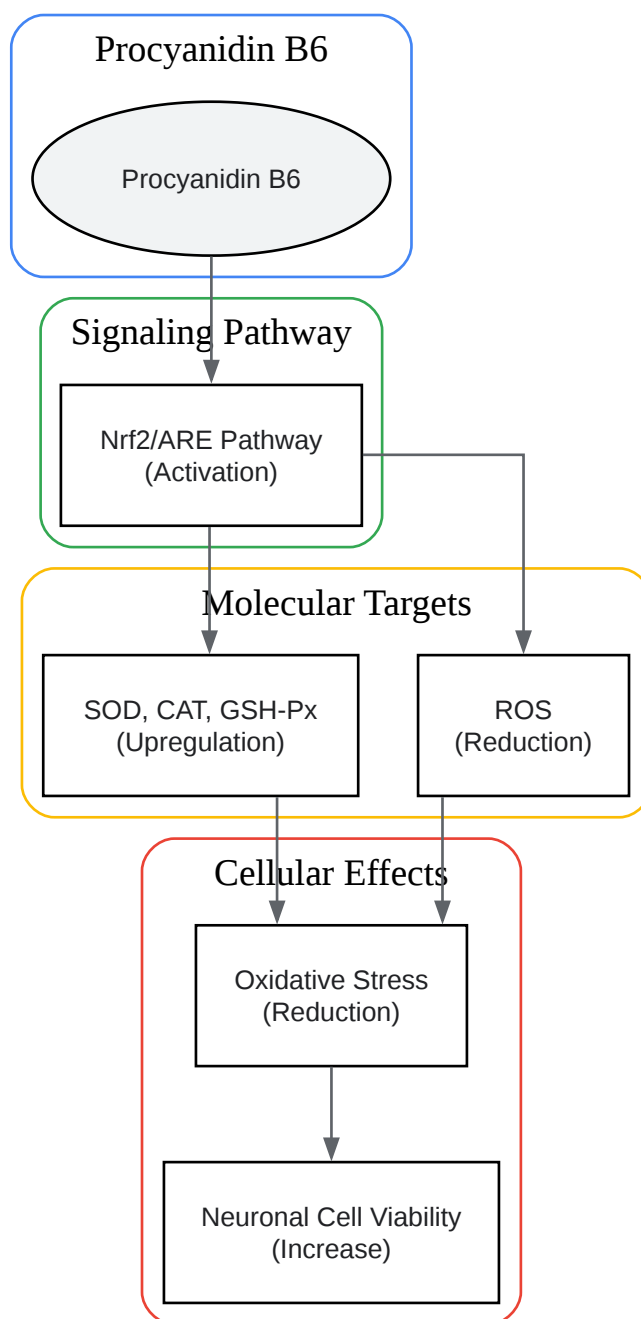 Procyanidin B6
Procyanidin B6
Signaling Pathway
Nrf2/ARE Pathway
(Activation)
Molecular Targets
SOD, CAT, GSH-Px
(Upregulation)
ROS
(Reduction)
Cellular Effects
Oxidative Stress
(Reduction)
Neuronal Cell Viability
(Increase)